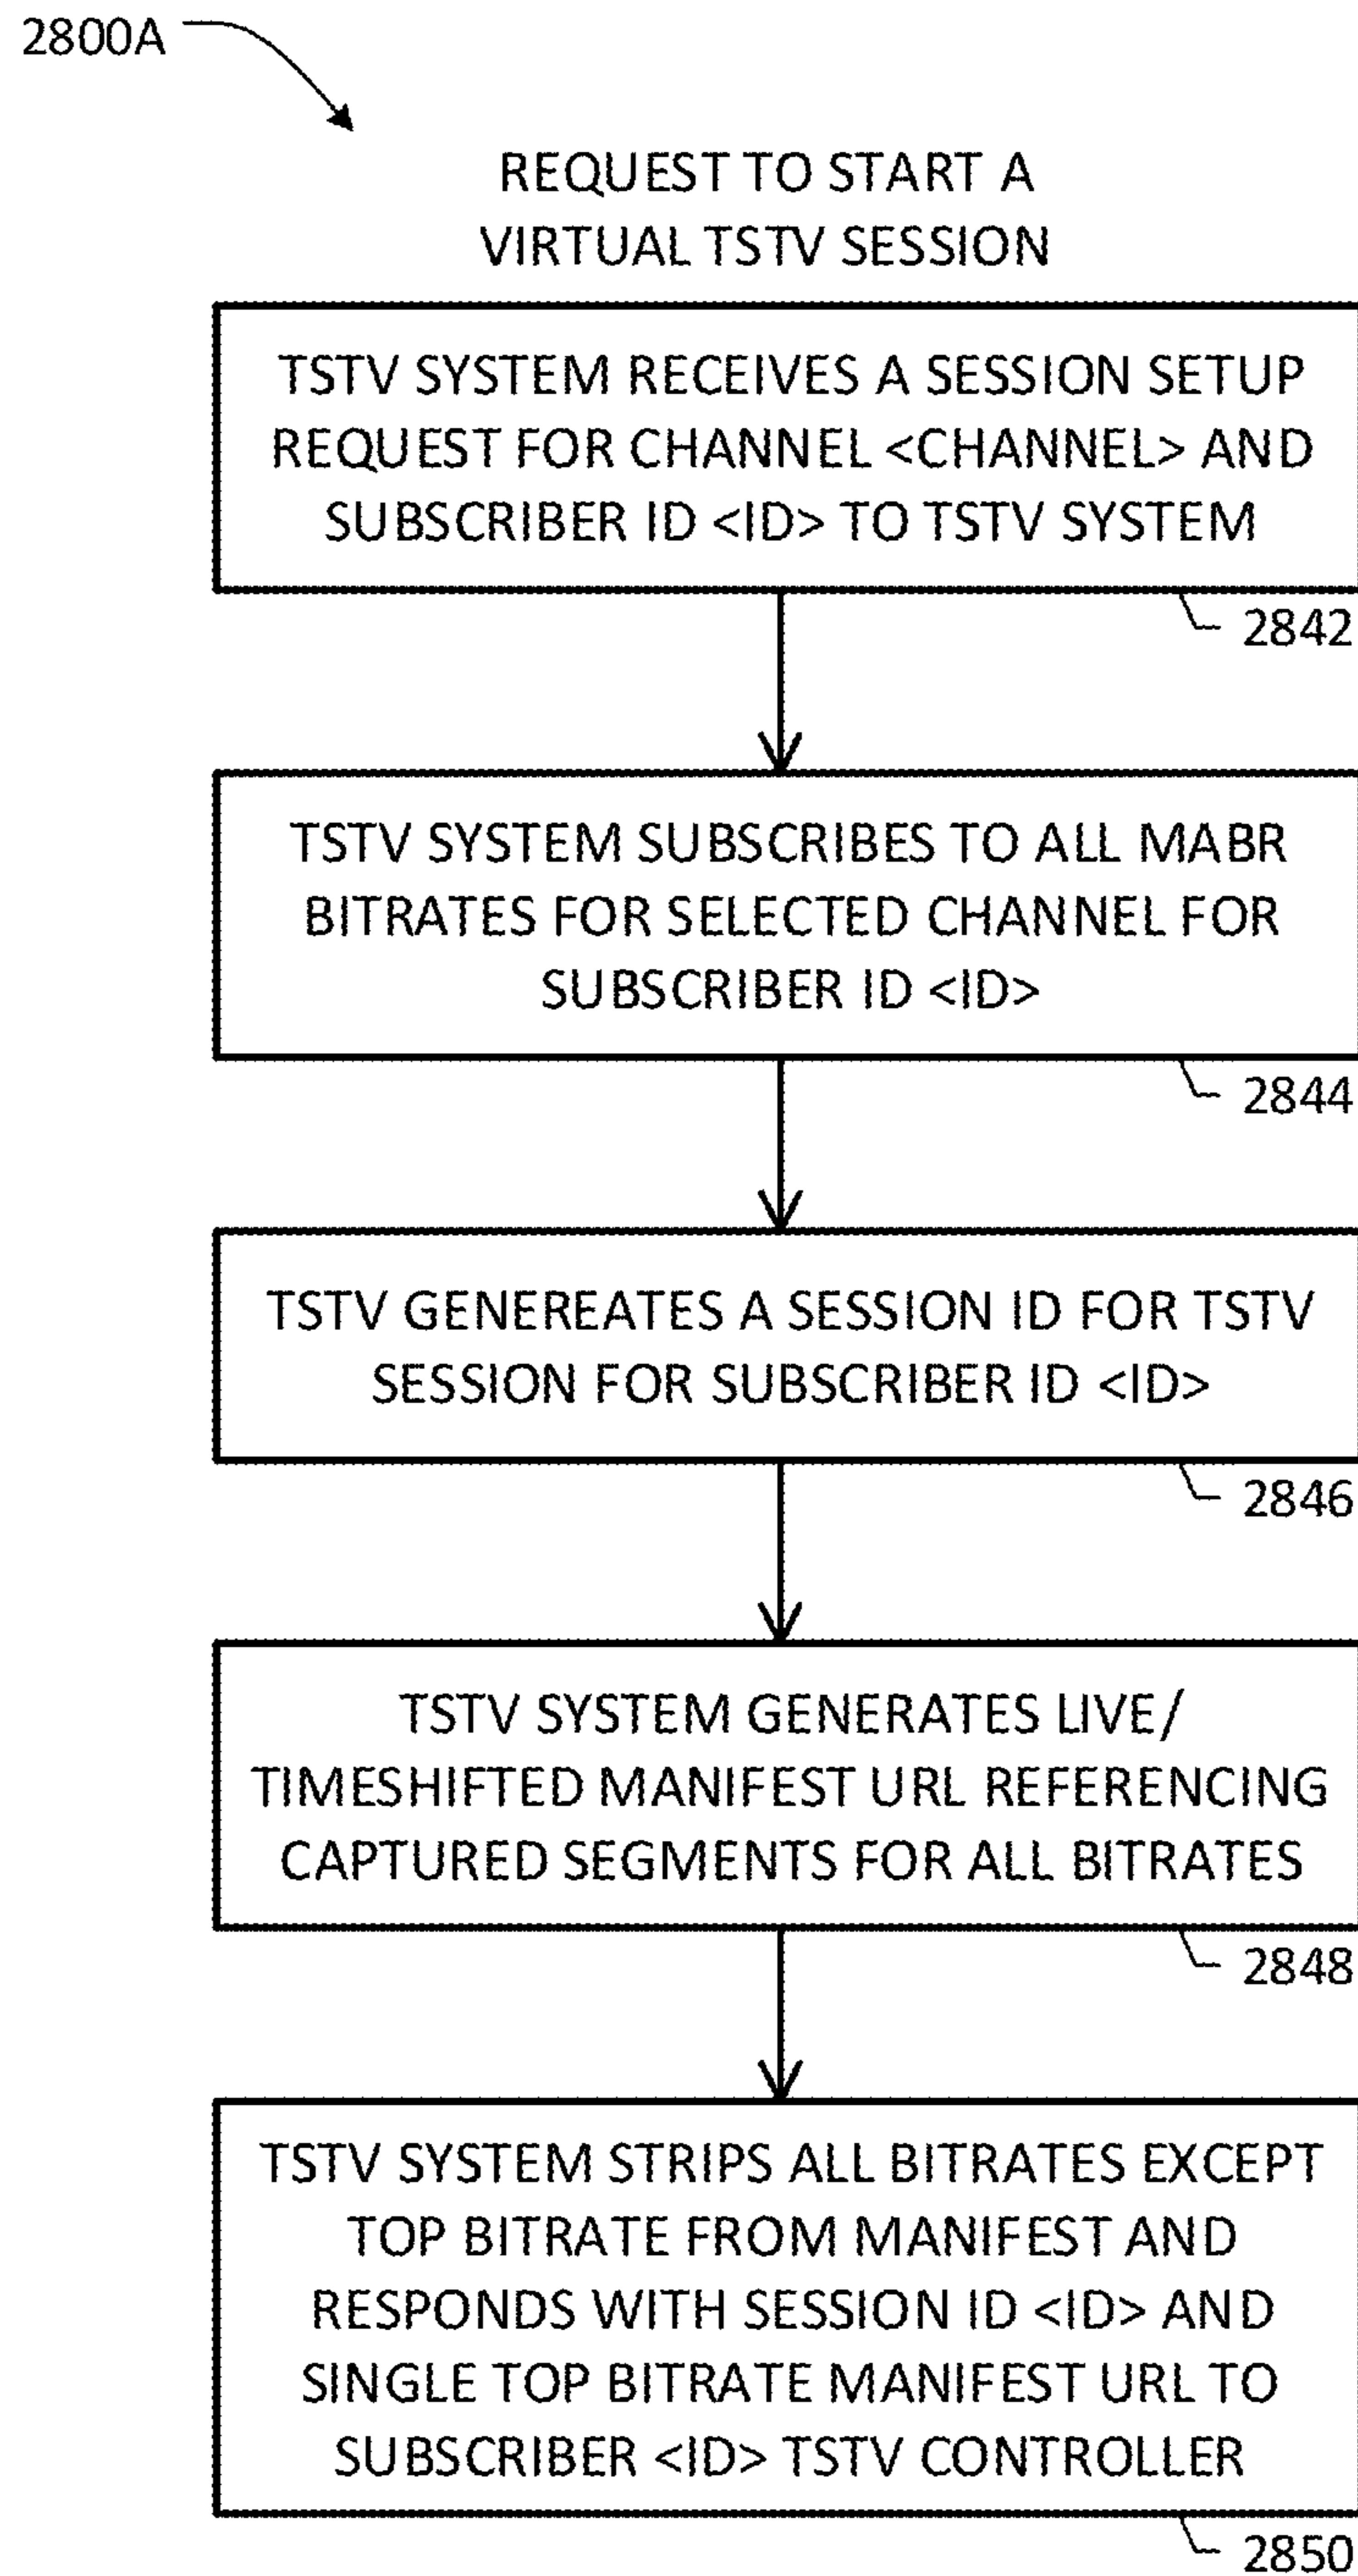 2800A
REQUEST TO START A
VIRTUAL TSTV SESSION
TSTV SYSTEM RECEIVES A SESSION SETUP
REQUEST FOR CHANNEL <CHANNEL> AND
SUBSCRIBER ID <ID> TO TSTV SYSTEM
2842
TSTV SYSTEM SUBSCRIBES TO ALL MABR
BITRATES FOR SELECTED CHANNEL FOR
SUBSCRIBER ID <ID>
2844
TSTV GENEREATES A SESSION ID FOR TSTV
SESSION FOR SUBSCRIBER ID <ID>
2846
TSTV SYSTEM GENERATES LIVE/
TIMESHIFTED MANIFEST URL REFERENCING
CAPTURED SEGMENTS FOR ALL BITRATES
2848
TSTV SYSTEM STRIPS ALL BITRATES EXCEPT
TOP BITRATE FROM MANIFEST AND
RESPONDS WITH SESSION ID <ID> AND
SINGLE TOP BITRATE MANIFEST URL TO
SUBSCRIBER <ID> TSTV CONTROLLER
2850